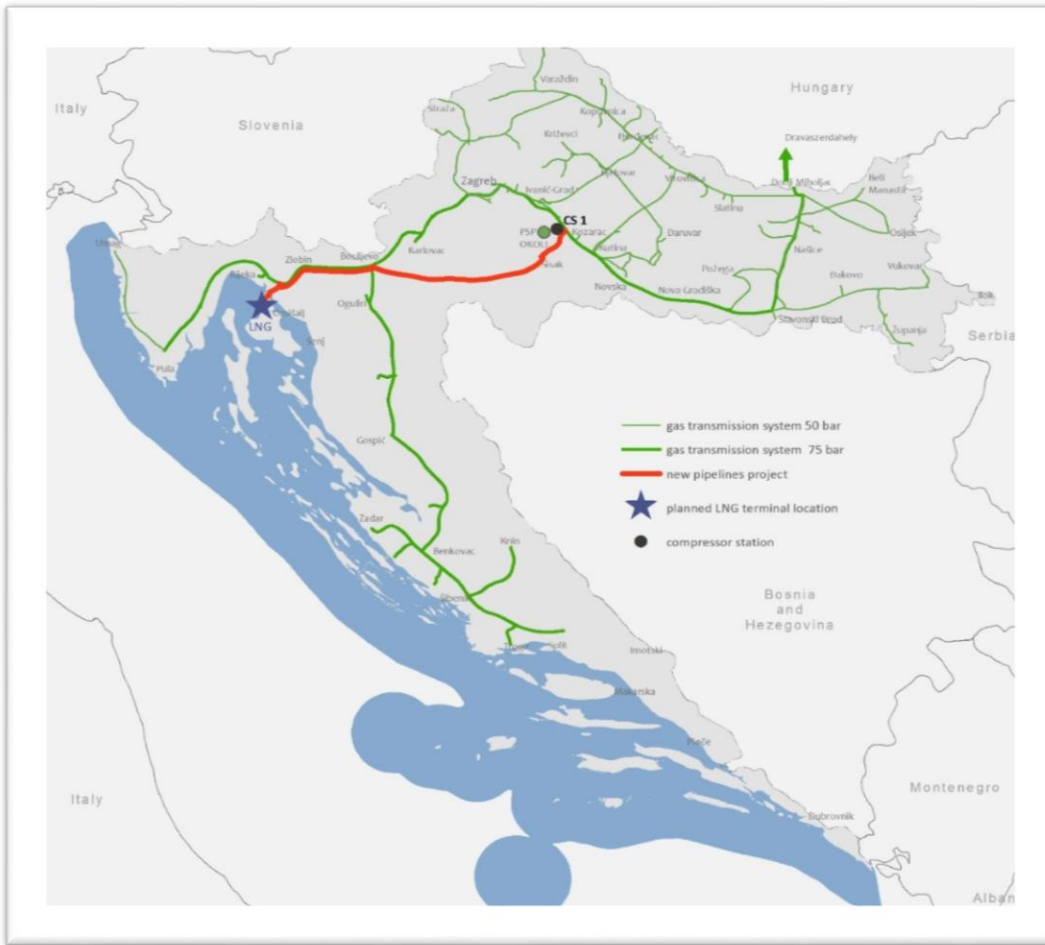 Italy
Slovenia
Hungary
Varaždin
Straža
Koprivnica
Križevci
Dravaszerdahely
Donji Miholjac
Beli
Manastir
Zagreb
Ivanić-Grad
Bjelovar
Virovitica
Slatina
CS 1
PSP
OKOLI
Kozarac
Kutina
Daruvar
Osijek
Našice
Umag
Rijeka
Zlobin
Bosiljevo
Karlovac
Sisak
Požega
Đakovo
Vukovar
Novska
Nova Gradiška
Ilok
Omišalj
LNG
Ogulin
Slavonski Brod
Županja
Serbia
Senj
Pula
gas transmission system 50 bar
Gospić
gas transmission system 75 bar
new pipelines project
planned LNG terminal location
Zadar
compressor station
Knin
Benkovac
Bosnia
and
Hezegovina
Šibenik
Split
Imotski
Makarska
Ploče
Italy
Montenegro
Dubrovnik
Alban